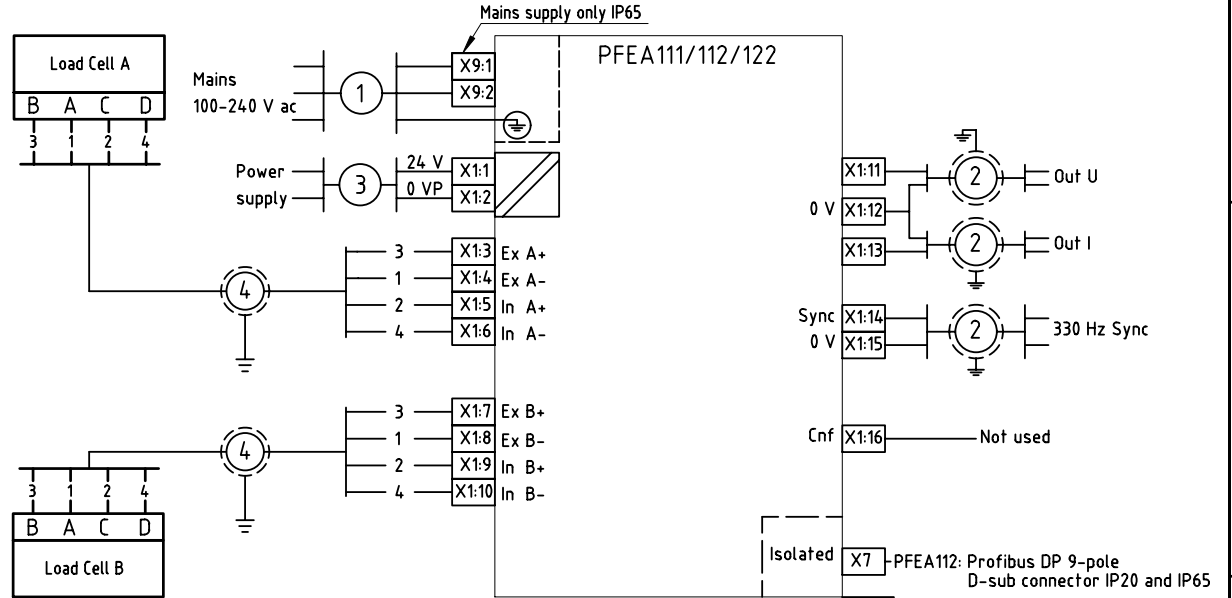 Mains supply only IP65
PFEA111/112/122
Load Cell A
B A C D
3 1 2 4
Mains
100-240 V ac
1
X9:1
X9:2
Power
supply
3
24 V
0 VP
X1:1
X1:2
4
3 X1:3 Ex A+
1 X1:4 Ex A-
2 X1:5 In A+
4 X1:6 In A-
4
3 X1:7 Ex B+
1 X1:8 Ex B-
2 X1:9 In B+
4 X1:10 In B-
3 1 2 4
B A C D
Load Cell B
X1:11 2 Out U
0 V X1:12
X1:13 2 Out I
Sync X1:14
0 V X1:15
2 330 Hz Sync
Cnf X1:16 Not used
Isolated X7 PFEA112: Profibus DP 9-pole
D-sub connector IP20 and IP65